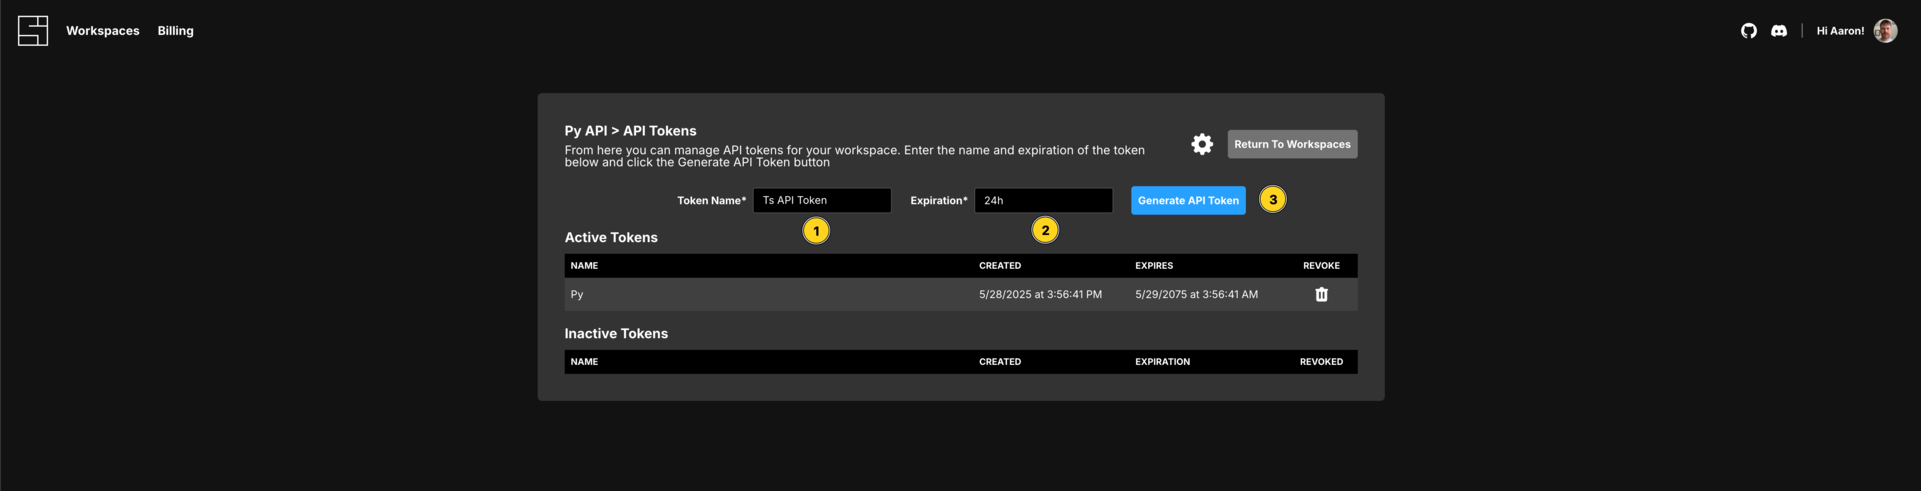 Workspaces Billing Hi Aaron!
Py API > API Tokens
From here you can manage API tokens for your workspace. Enter the name and expiration of the token
below and click the Generate API Token button
Return To Workspaces
Token Name* Ts API Token Expiration* 24h Generate API Token 3
1 2
Active Tokens
NAME CREATED EXPIRES REVOKE
Py 5/28/2025 at 3:56:41 PM 5/29/2075 at 3:56:41 AM
Inactive Tokens
NAME CREATED EXPIRATION REVOKED